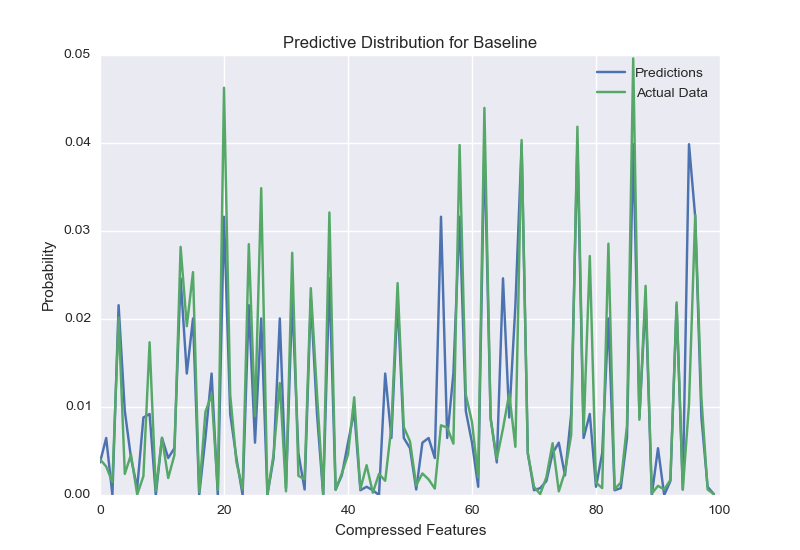 Predictive Distribution for Baseline
0.05
Predictions
Actual Data
0.04
0.03
Probability
0.02
0.01
0.00
0 20 40 60 80 100
Compressed Features